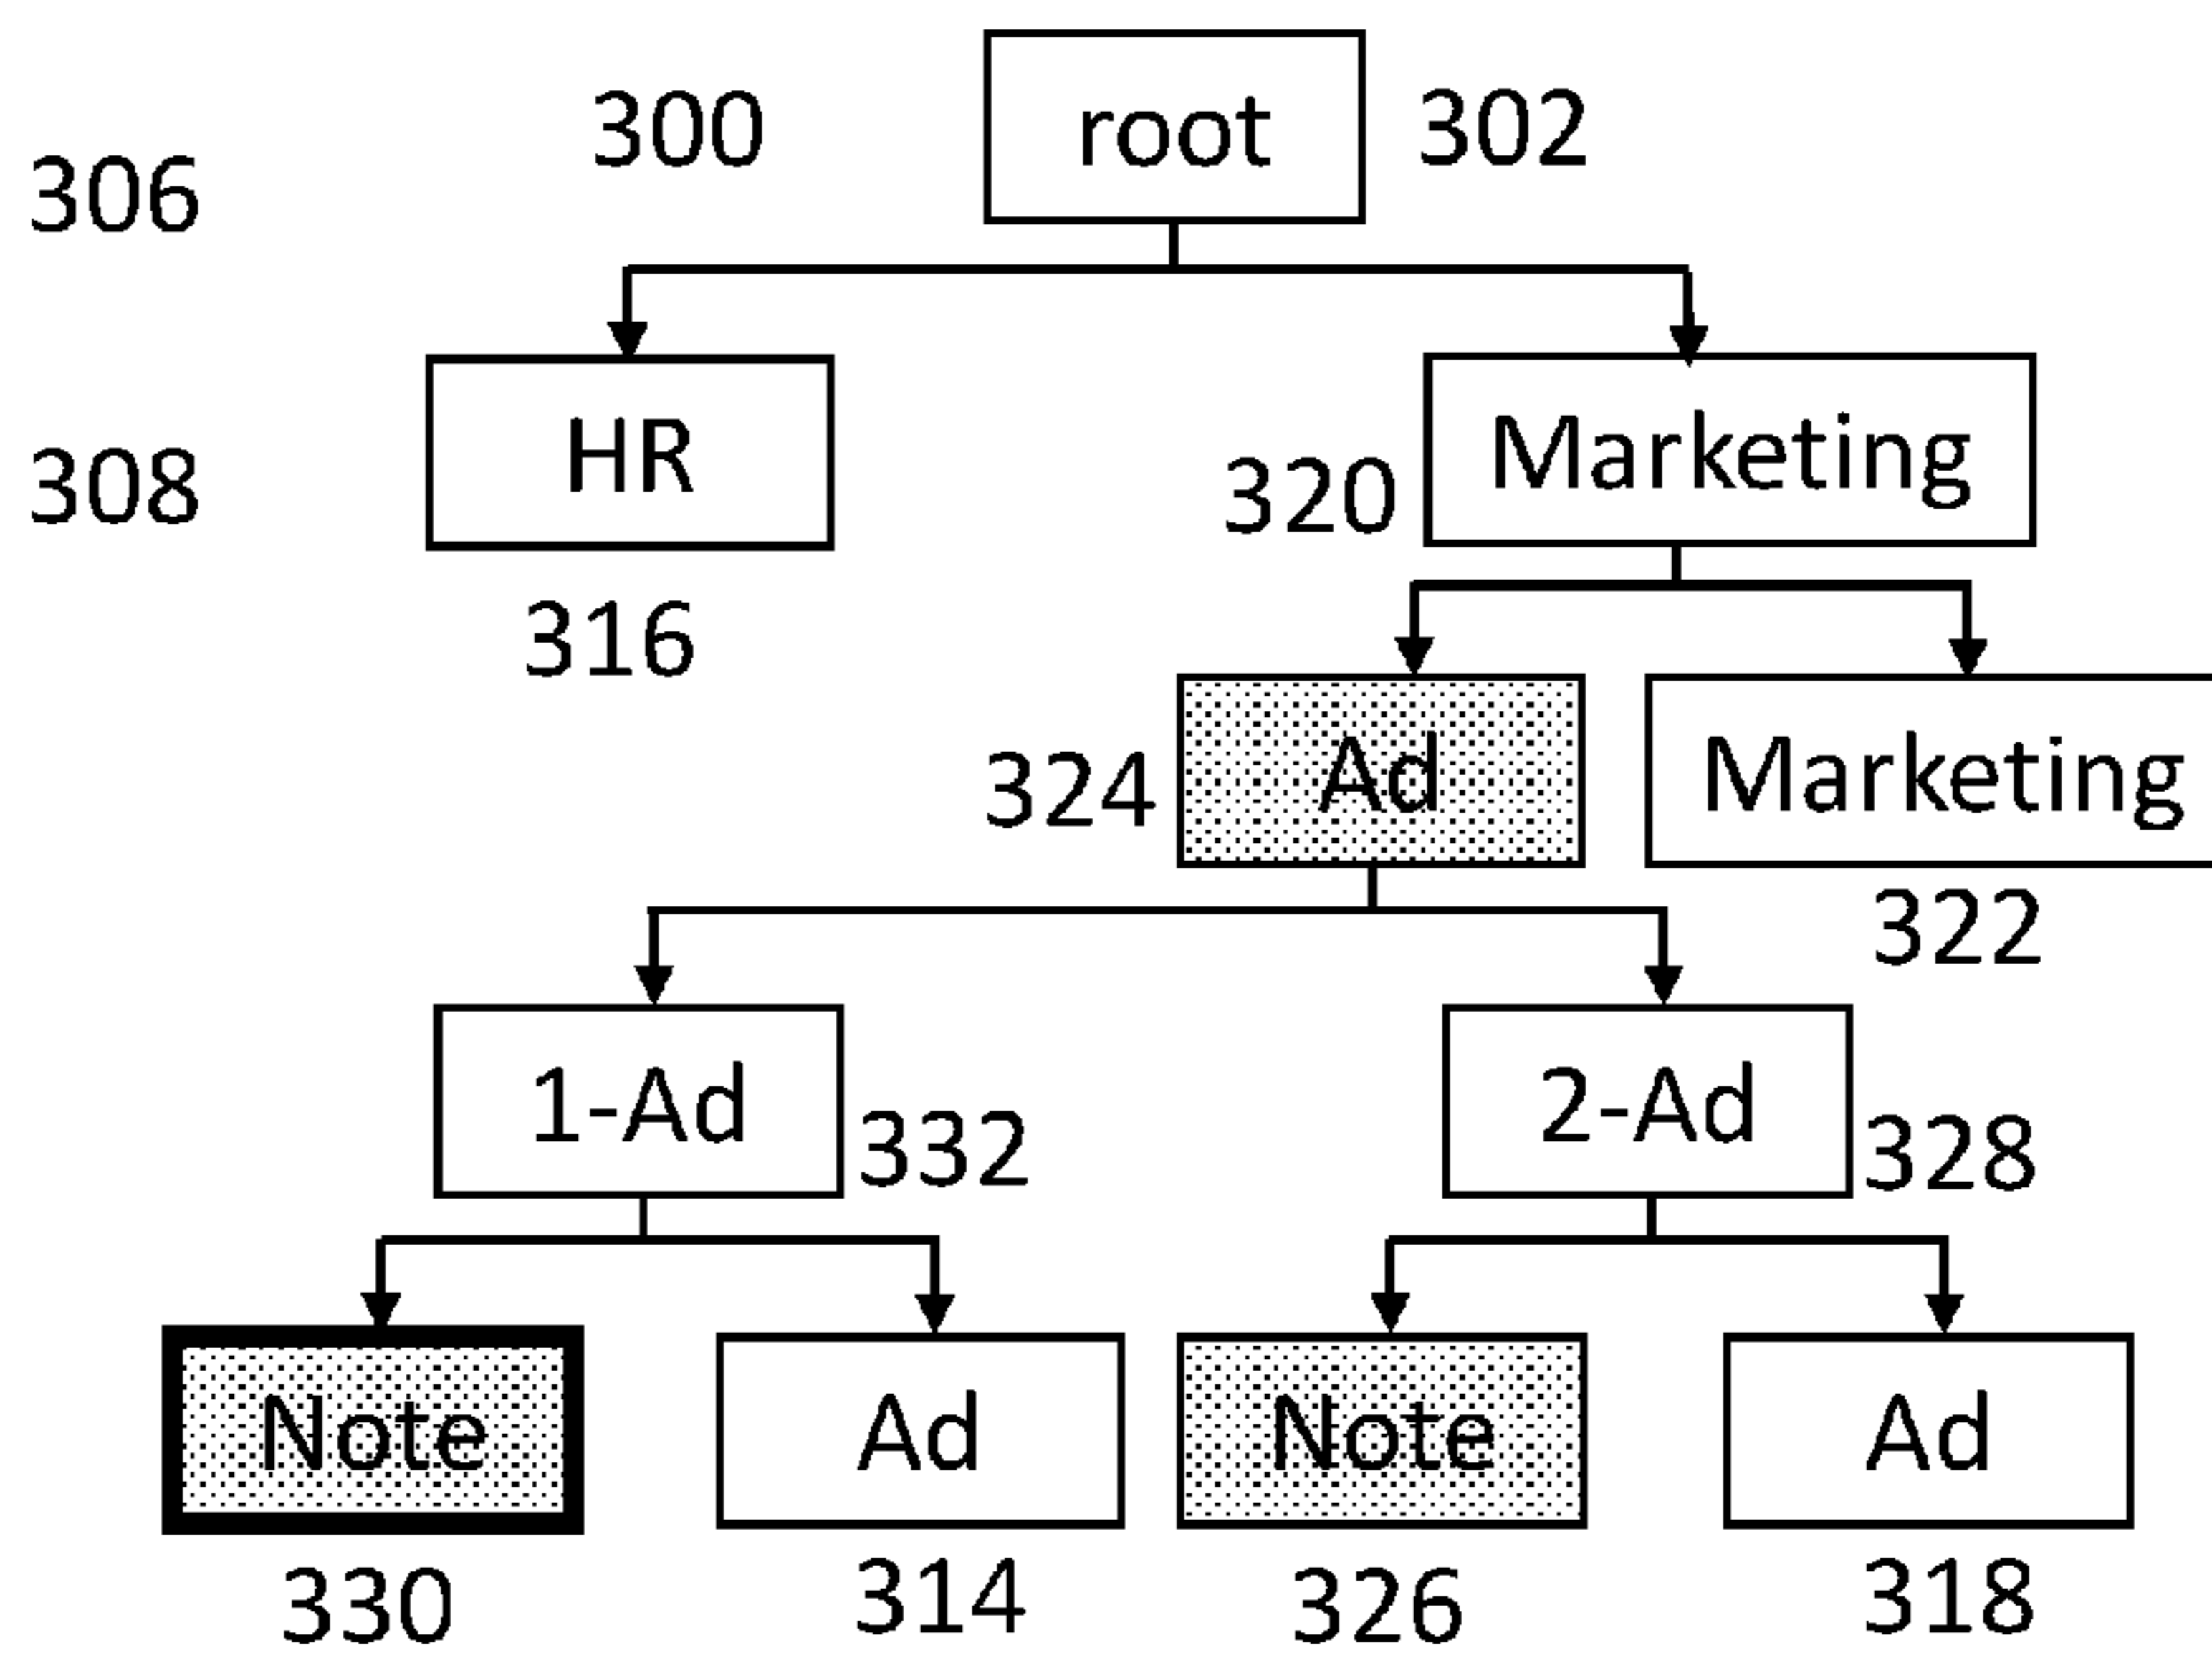 300 root 302
306
HR Marketing
308 320
316
324 Ad Marketing
322
1-Ad 332 2-Ad 328
Note Ad Note Ad
330 314 326 318